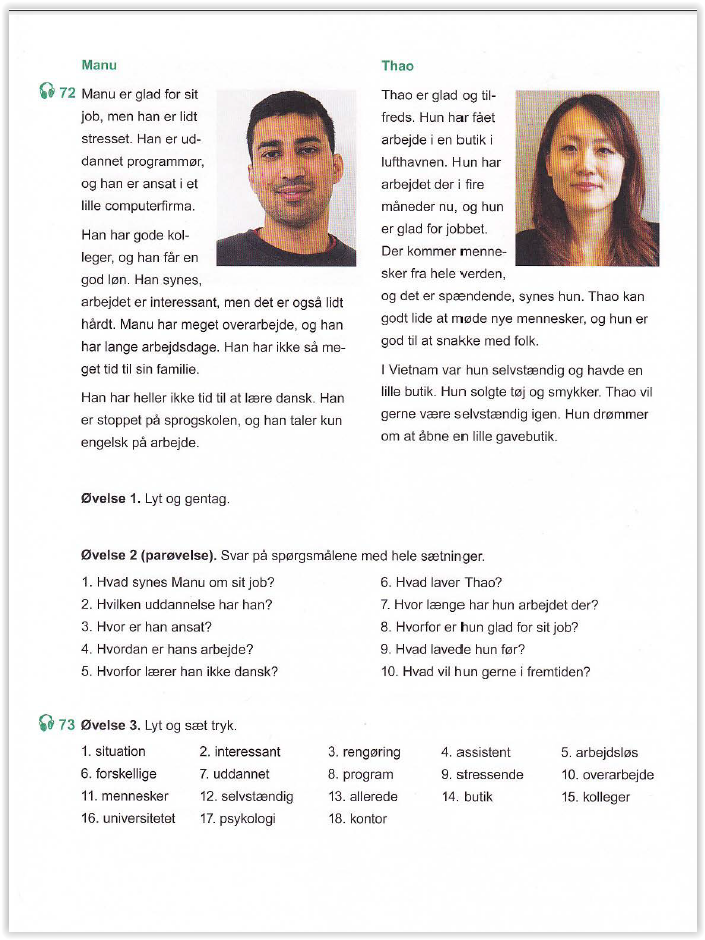 Manu
72 Manu er glad for sit
job, men han er lidt
stresset. Han er ud-
dannet programmør,
og han er ansat i et
lille computerfirma.
Han har gode kol-
leger, og han får en
god løn. Han synes,
arbejdet er interessant, men det er også lidt
hårdt. Manu har meget overarbejde, og han
har lange arbejdsdage. Han har ikke så me-
get tid til sin familie.
Han har heller ikke tid til at lære dansk. Han
er stoppet på sprogskolen, og han taler kun
engelsk på arbejde.
Thao
Thao er glad og til-
freds. Hun har fået
arbejde i en butik i
lufthavnen. Hun har
arbejdet der i fire
måneder nu, og hun
er glad for jobbet.
Der kommer menne-
sker fra hele verden,
og det er spændende, synes hun. Thao kan
godt lide at møde nye mennesker, og hun er
god til at snakke med folk.
I Vietnam var hun selvstændig og havde en
lille butik. Hun solgte tøj og smykker. Thao vil
gerne være selvstændig igen. Hun drømmer
om at åbne en lille gavebutik.
Øvelse 1. Lyt og gentag.
Øvelse 2 (parøvelse). Svar på spørgsmålene med hele sætninger.
1. Hvad synes Manu om sit job?
2. Hvilken uddannelse har han?
3. Hvor er han ansat?
4. Hvordan er hans arbejde?
5. Hvorfor lærer han ikke dansk?
6. Hvad laver Thao?
7. Hvor længe har hun arbejdet der?
8. Hvorfor er hun glad for sit job?
9. Hvad lavede hun før?
10. Hvad vil hun gerne i fremtiden?
73 Øvelse 3. Lyt og sæt tryk.
1. situation 2. interessant 3. rengøring 4. assistent 5. arbejdsløs
6. forskellige 7. uddannet 8. program 9. stressende 10. overarbejde
11. mennesker 12. selvstændig 13. allerede 14. butik 15. kolleger
16. universitetet 17. psykologi 18. kontor